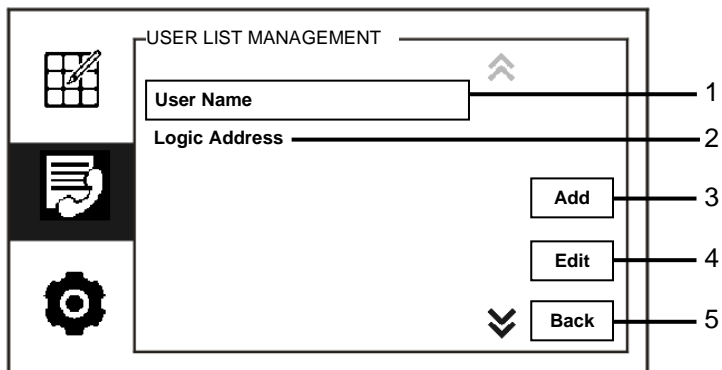 USER LIST MANAGEMENT
User Name 1
Logic Address 2
Add 3
Edit 4
Back 5